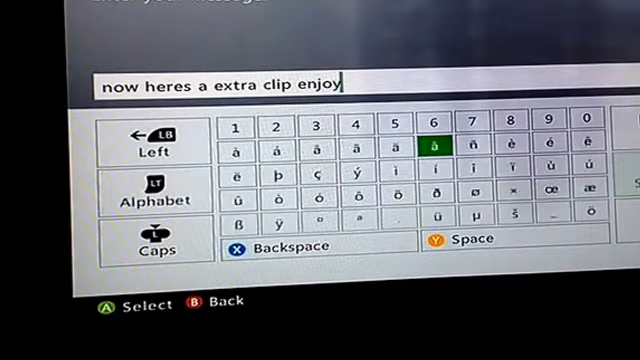 now heres a extra clip enjoy
LB
Left
LT
Alphabet
L
Caps
1 2 3 4 5 6 7 8 9 0
ñ è é ê
ë þ ç ý ì í î ï ù ú
û ò ó ô ö ð ø × œ æ
ß ÿ º ª . ü µ š _
X Backspace
Y Space
A Select B Back